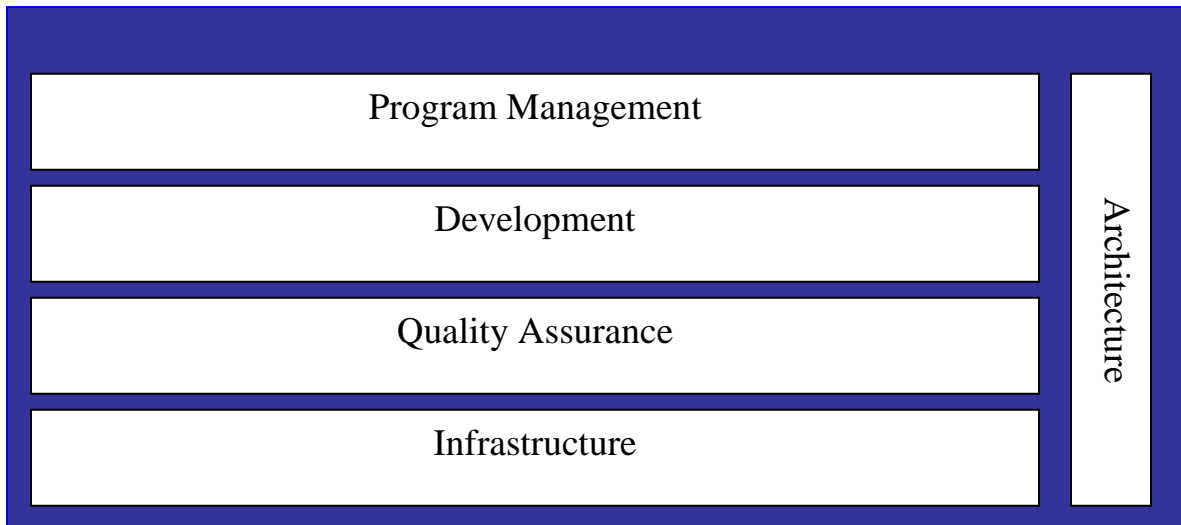 Program Management
Development
Quality Assurance
Infrastructure
Architecture